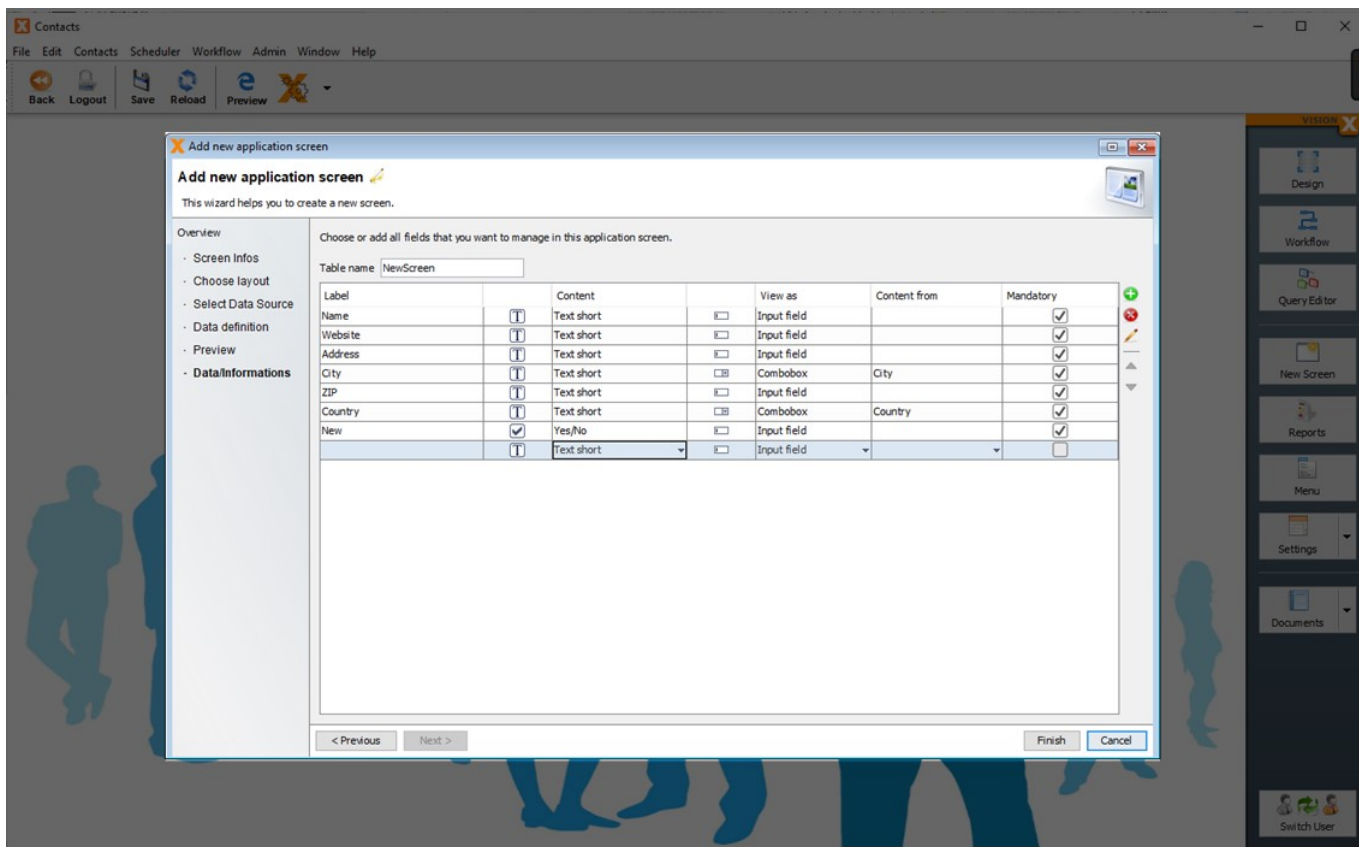 Contacts
File Edit Contacts Scheduler Workflow Admin Window Help
Back Logout Save Reload Preview
VISION
Add new application screen
Add new application screen
This wizard helps you to create a new screen.
Overview
· Screen Infos
· Choose layout
· Select Data Source
· Data definition
· Preview
· Data/Informations
Choose or add all fields that you want to manage in this application screen.
Table name NewScreen
Label Content View as Content from Mandatory
Name T Text short Input field
Website T Text short Input field
Address T Text short Input field
City T Text short Combobox City
ZIP T Text short Input field
Country T Text short Combobox Country
New Yes/No Input field
T Text short Input field
< Previous Next > Finish Cancel
Design
Workflow
Query Editor
New Screen
Reports
Menu
Settings
Documents
Switch User